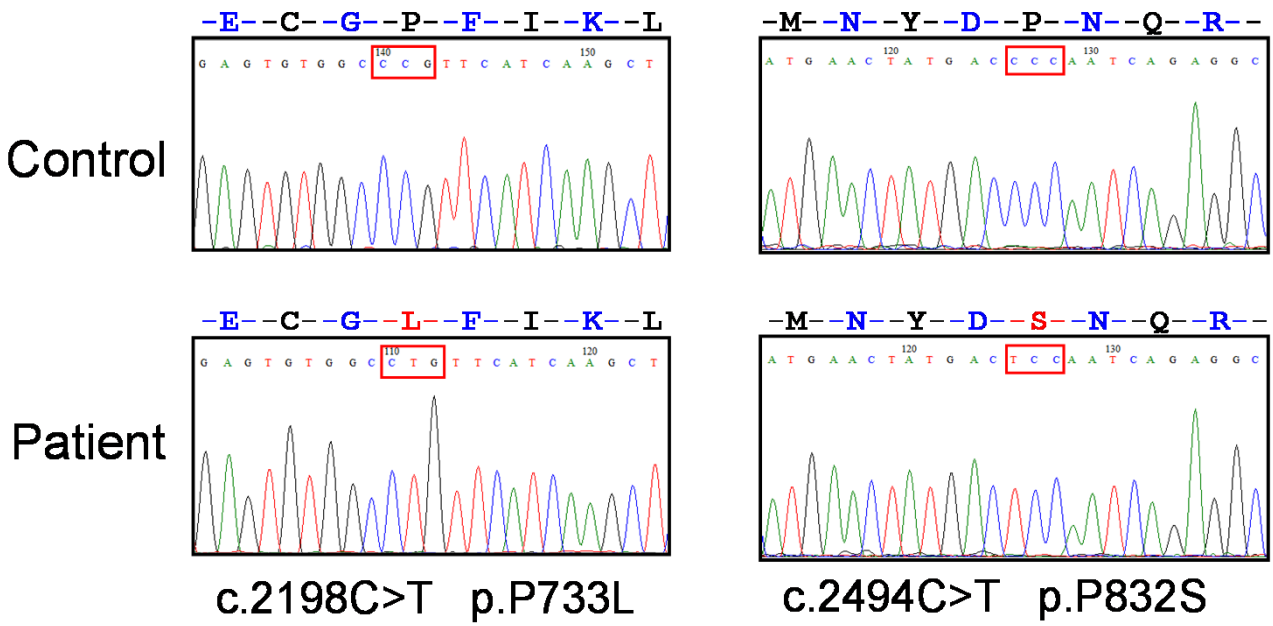 -E--C--G--P--F--I--K--L
140 150
G A G T G T G G C C C G T T C A T C A A G C T
-M--N--Y--D--P--N--Q--R--
120 130
A T G A A C T A T G A C C C C A A T C A G A G G C
Control
-E--C--G--L--F--I--K--L
110 120
G A G T G T G G C C T G T T C A T C A A G C T
-M--N--Y--D--S--N--Q--R--
120 130
A T G A A C T A T G A C T C C A A T C A G A G G C
Patient
c.2198C>T p.P733L
c.2494C>T p.P832S